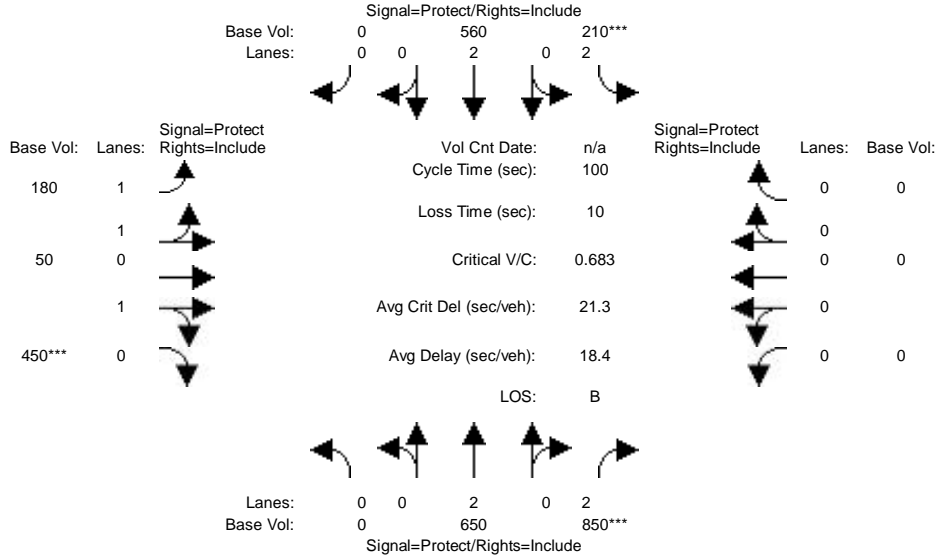 Signal=Protect/Rights=Include
Base Vol: 0 560 210***
Lanes: 0 0 2 0 2
Signal=Protect Signal=Protect
Base Vol: Lanes: Rights=Include Vol Cnt Date: n/a Rights=Include Lanes: Base Vol:
Cycle Time (sec): 100
180 1 0 0
Loss Time (sec): 10
1 0
50 0 Critical V/C: 0.683 0 0
1 Avg Crit Del (sec/veh): 21.3 0
450*** 0 Avg Delay (sec/veh): 18.4 0 0
LOS: B
Lanes: 0 0 2 0 2
Base Vol: 0 650 850***
Signal=Protect/Rights=Include